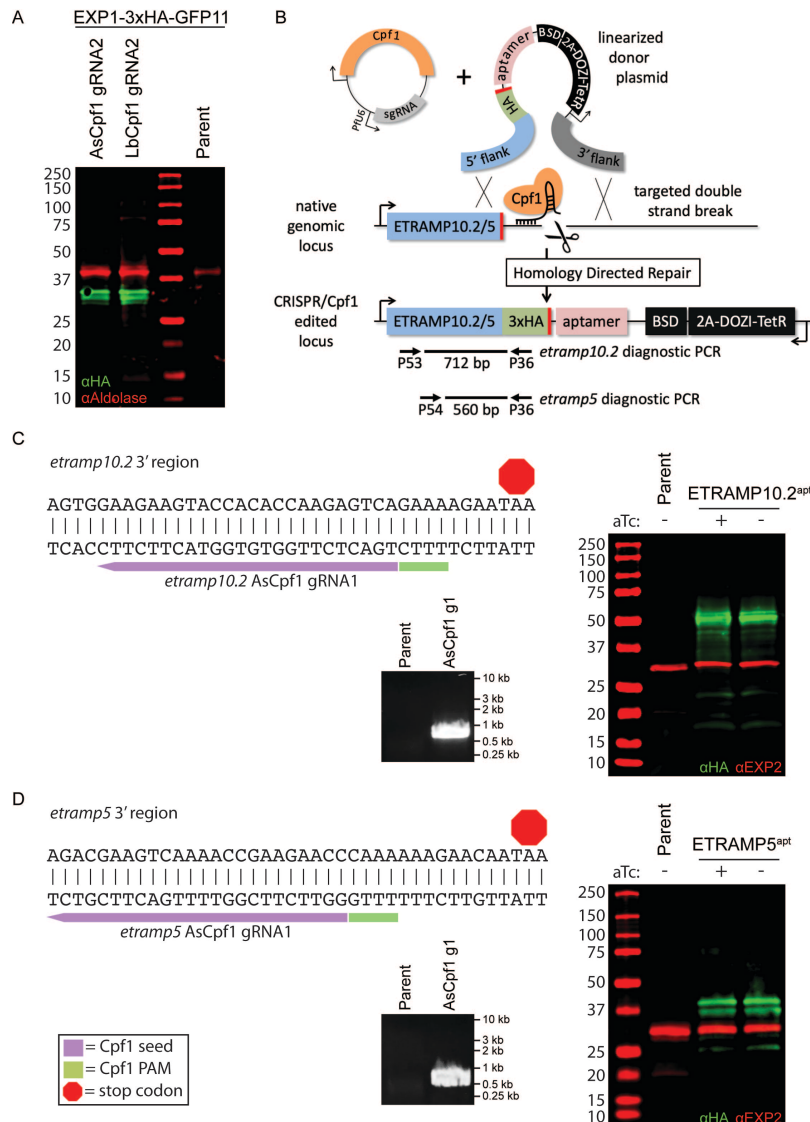 A
EXP1-3xHA-GFP11
AsCpf1 gRNA2
LbCpf1 gRNA2
Parent
250
150
100
75
50
37
25
20
15
10
αHA
αAldolase
B
Cpf1
PfU6
sgRNA
+
HA
aptamer
BSD
2A-DOZI-TetR
5' flank
3' flank
linearized
donor
plasmid
native
genomic
locus
ETRAMP10.2/5
Cpf1
targeted double
strand break
Homology Directed Repair
CRISPR/Cpf1
edited
locus
ETRAMP10.2/5
3xHA
aptamer
BSD
2A-DOZI-TetR
P53
712 bp
P36
etramp10.2 diagnostic PCR
P54
560 bp
P36
etramp5 diagnostic PCR
C
etramp10.2 3' region
AGTGGAAGAAGTACCACACCAAGAGTCAGAAAAGAATAA
TCACCTTCTTCATGGTGTGGTTCTCAGTCTTTTCTTATT
etramp10.2 AsCpf1 gRNA1
Parent
AsCpf1 g1
10 kb
3 kb
2 kb
1 kb
0.5 kb
0.25 kb
Parent
ETRAMP10.2apt
aTc: - + -
250
150
100
75
50
37
25
20
15
10
αHA αEXP2
D
etramp5 3' region
AGACGAAGTCAAAACCGAAGAACCCAAAAAAGAACAATAA
TCTGCTTCAGTTTTGGCTTCTTGGGTTTTTTCTTGTTATT
etramp5 AsCpf1 gRNA1
Parent
AsCpf1 g1
10 kb
3 kb
2 kb
1 kb
0.5 kb
0.25 kb
Parent
ETRAMP5apt
aTc: - + -
250
150
100
75
50
37
25
20
15
10
αHA αEXP2
= Cpf1 seed
= Cpf1 PAM
= stop codon